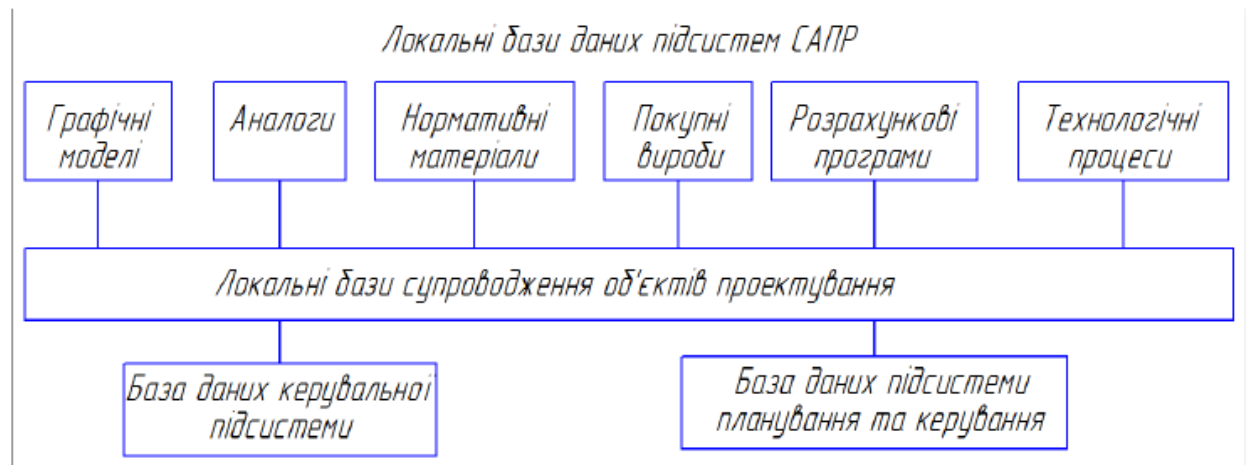 Локальні бази даних підсистем САПР
Графічні
моделі
Аналоги
Нормативні
матеріали
Покупні
вироби
Розрахункові
програми
Технологічні
процеси
Локальні бази супроводження об'єктів проектування
База даних керувальної
підсистеми
База даних підсистеми
планування та керування